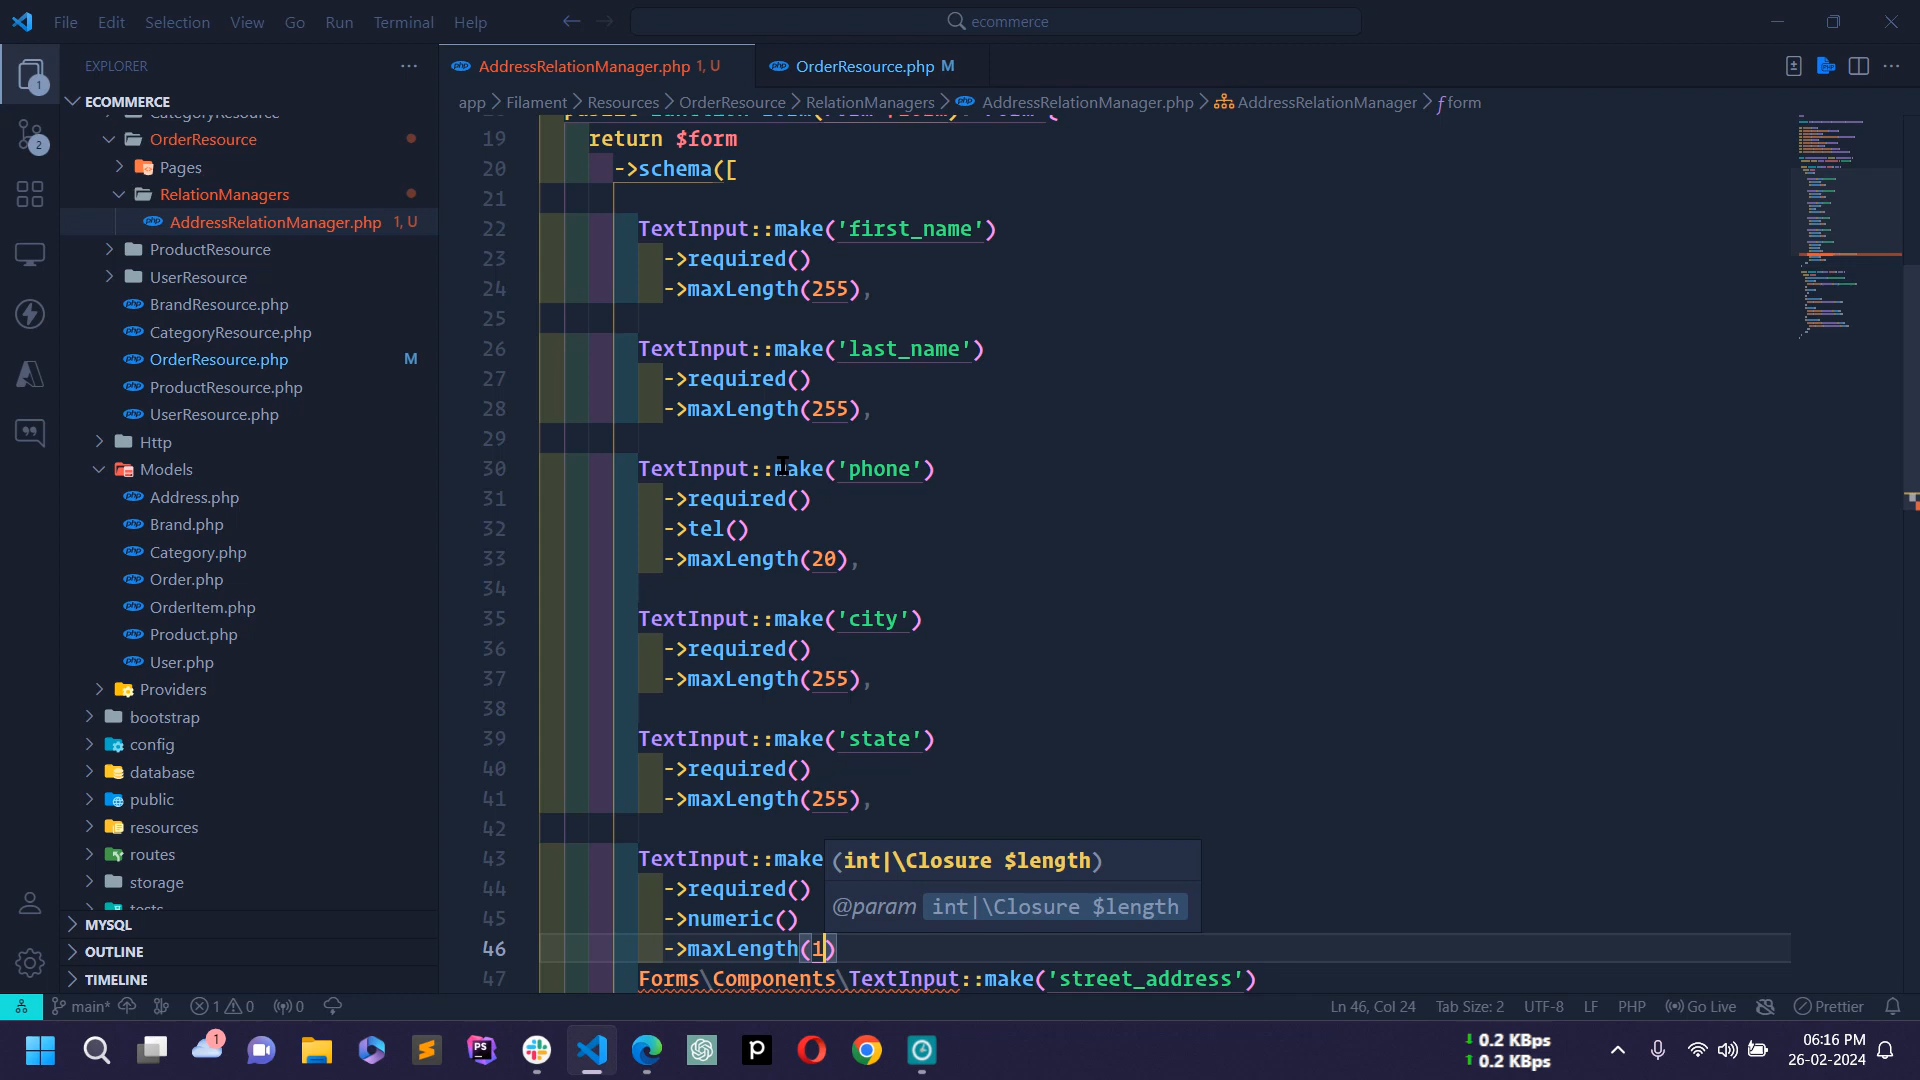 File Edit Selection View Go Run Terminal Help
ecommerce
EXPLORER
AddressRelationManager.php 1, U
OrderResource.php M
app > Filament > Resources > OrderResource > RelationManagers > AddressRelationManager.php > AddressRelationManager > form
ECOMMERCE
CategoryResource
OrderResource
Pages
RelationManagers
AddressRelationManager.php 1, U
ProductResource
UserResource
BrandResource.php
CategoryResource.php
OrderResource.php M
ProductResource.php
UserResource.php
Http
Models
Address.php
Brand.php
Category.php
Order.php
OrderItem.php
Product.php
User.php
Providers
bootstrap
config
database
public
resources
routes
storage
tests
MYSQL
OUTLINE
TIMELINE
1
2
19 return $form
20 ->schema([
21
22 TextInput::make('first_name')
23 ->required()
24 ->maxLength(255),
25
26 TextInput::make('last_name')
27 ->required()
28 ->maxLength(255),
29
30 TextInput::make('phone')
31 ->required()
32 ->tel()
33 ->maxLength(20),
34
35 TextInput::make('city')
36 ->required()
37 ->maxLength(255),
38
39 TextInput::make('state')
40 ->required()
41 ->maxLength(255),
42
43 TextInput::make
44 ->required()
45 ->numeric()
46 ->maxLength(1)
47 Forms\Components\TextInput::make('street_address')
(int|\Closure $length)
@param int|\Closure $length
main* 1 0 0
Ln 46, Col 24 Tab Size: 2 UTF-8 LF PHP Go Live Prettier
1
PS
P
0.2 KBps
0.2 KBps
06:16 PM
26-02-2024